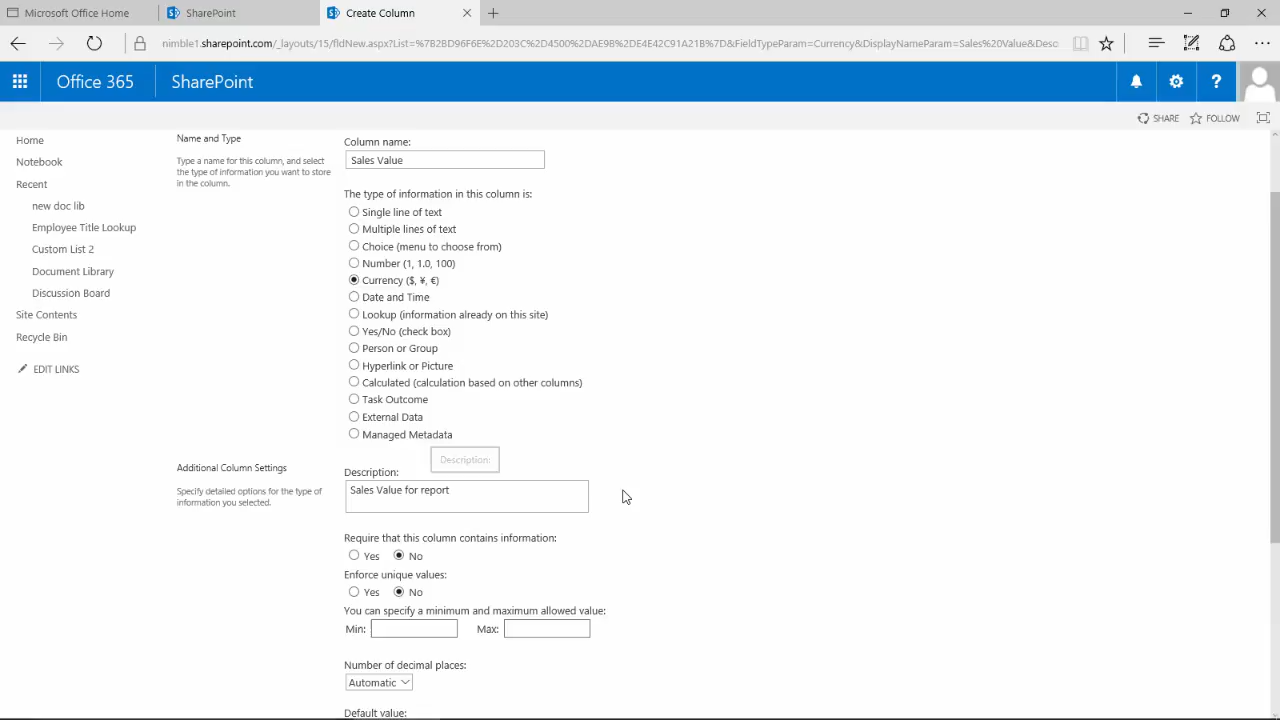 Microsoft Office Home
SharePoint
Create Column
nimble1.sharepoint.com/_layouts/15/fldNew.aspx?List=%7B2BD96F6E%2D203C%2D4500%2DAE9B%2DE4E42C91A21B%7D&FieldTypeParam=Currency&DisplayNameParam=Sales%20Value&Desc
Office 365
SharePoint
?
SHARE
FOLLOW
Home
Notebook
Recent
new doc lib
Employee Title Lookup
Custom List 2
Document Library
Discussion Board
Site Contents
Recycle Bin
EDIT LINKS
Name and Type
Type a name for this column, and select
the type of information you want to store
in the column.
Column name:
Sales Value
The type of information in this column is:
Single line of text
Multiple lines of text
Choice (menu to choose from)
Number (1, 1.0, 100)
Currency ($, ¥, €)
Date and Time
Lookup (information already on this site)
Yes/No (check box)
Person or Group
Hyperlink or Picture
Calculated (calculation based on other columns)
Task Outcome
External Data
Managed Metadata
Description:
Additional Column Settings
Specify detailed options for the type of
information you selected.
Description:
Sales Value for report
Require that this column contains information:
Yes No
Enforce unique values:
Yes No
You can specify a minimum and maximum allowed value:
Min: Max:
Number of decimal places:
Automatic
Default value: